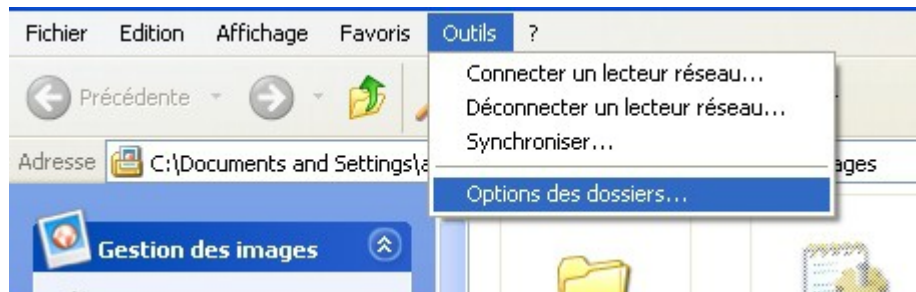 Fichier Edition Affichage Favoris Outils ?
Connecter un lecteur réseau...
Déconnecter un lecteur réseau...
Synchroniser...
Options des dossiers...
Précédente
Adresse C:\Documents and Settings\a ages
Gestion des images